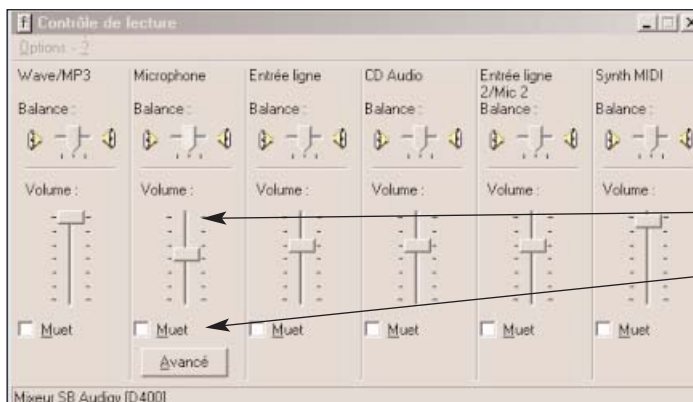 Contrôle de lecture
Options - ?
Wave/MP3 Microphone Entrée ligne CD Audio Entrée ligne 2/Mic 2 Synth MIDI
Balance : Balance : Balance : Balance : Balance : Balance :
Volume : Volume : Volume : Volume : Volume : Volume :
Muet Muet Muet Muet Muet Muet
Avancé
Mixeur SB Audigy [D400]